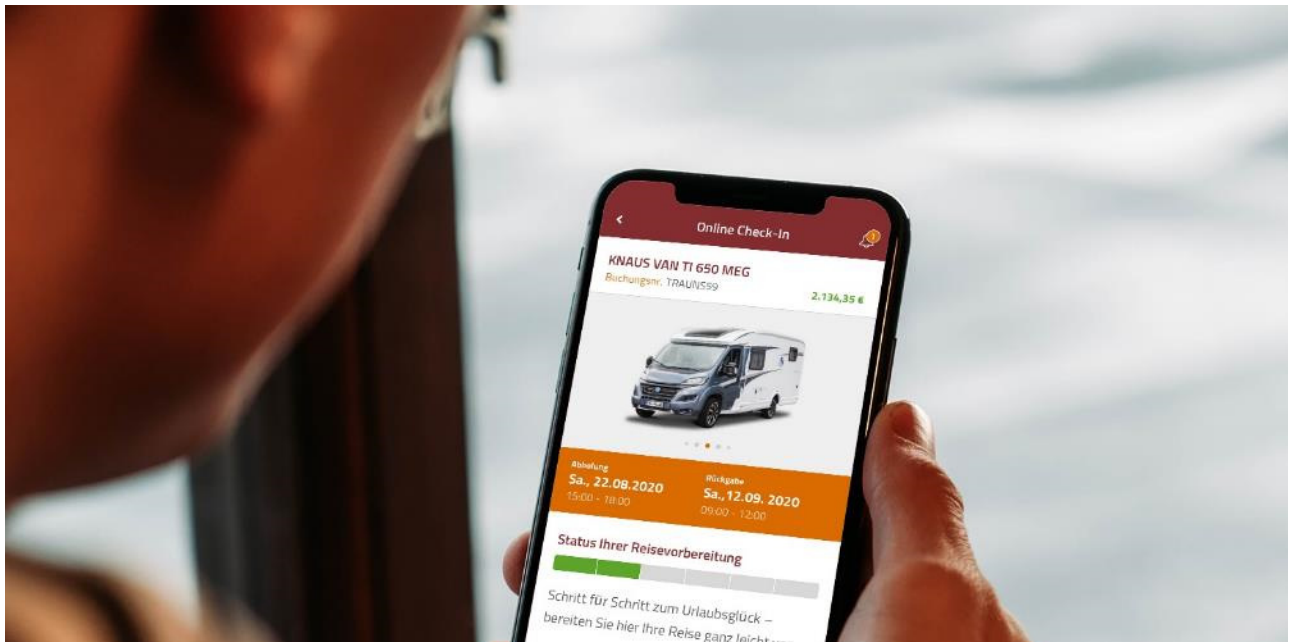 Online Check-In
1
KNAUS VAN TI 650 MEG
Buchungsnr. TRAUN599
2.134,35 €
Abholung
Sa., 22.08.2020
15:00 - 18:00
Rückgabe
Sa.,12.09. 2020
09:00 - 12:00
Status Ihrer Reisevorbereitung
Schritt für Schritt zum Urlaubsglück –
bereiten Sie hier Ihre Reise ganz leicht